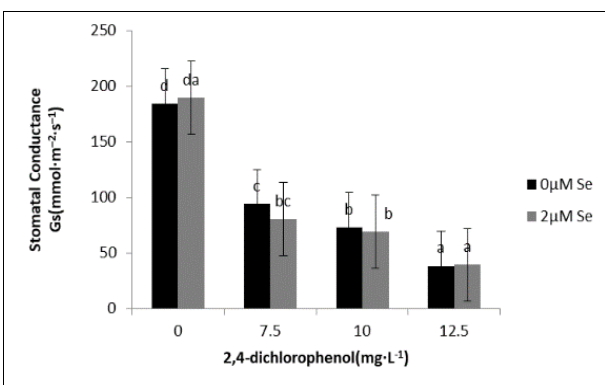 250
200
150
100
50
0
Stomatal Conductance
Gs(mmol·m⁻²·s⁻¹)
d da
c bc
b b
a a
0 7.5 10 12.5
2,4-dichlorophenol(mg·L⁻¹)
0μM Se
2μM Se